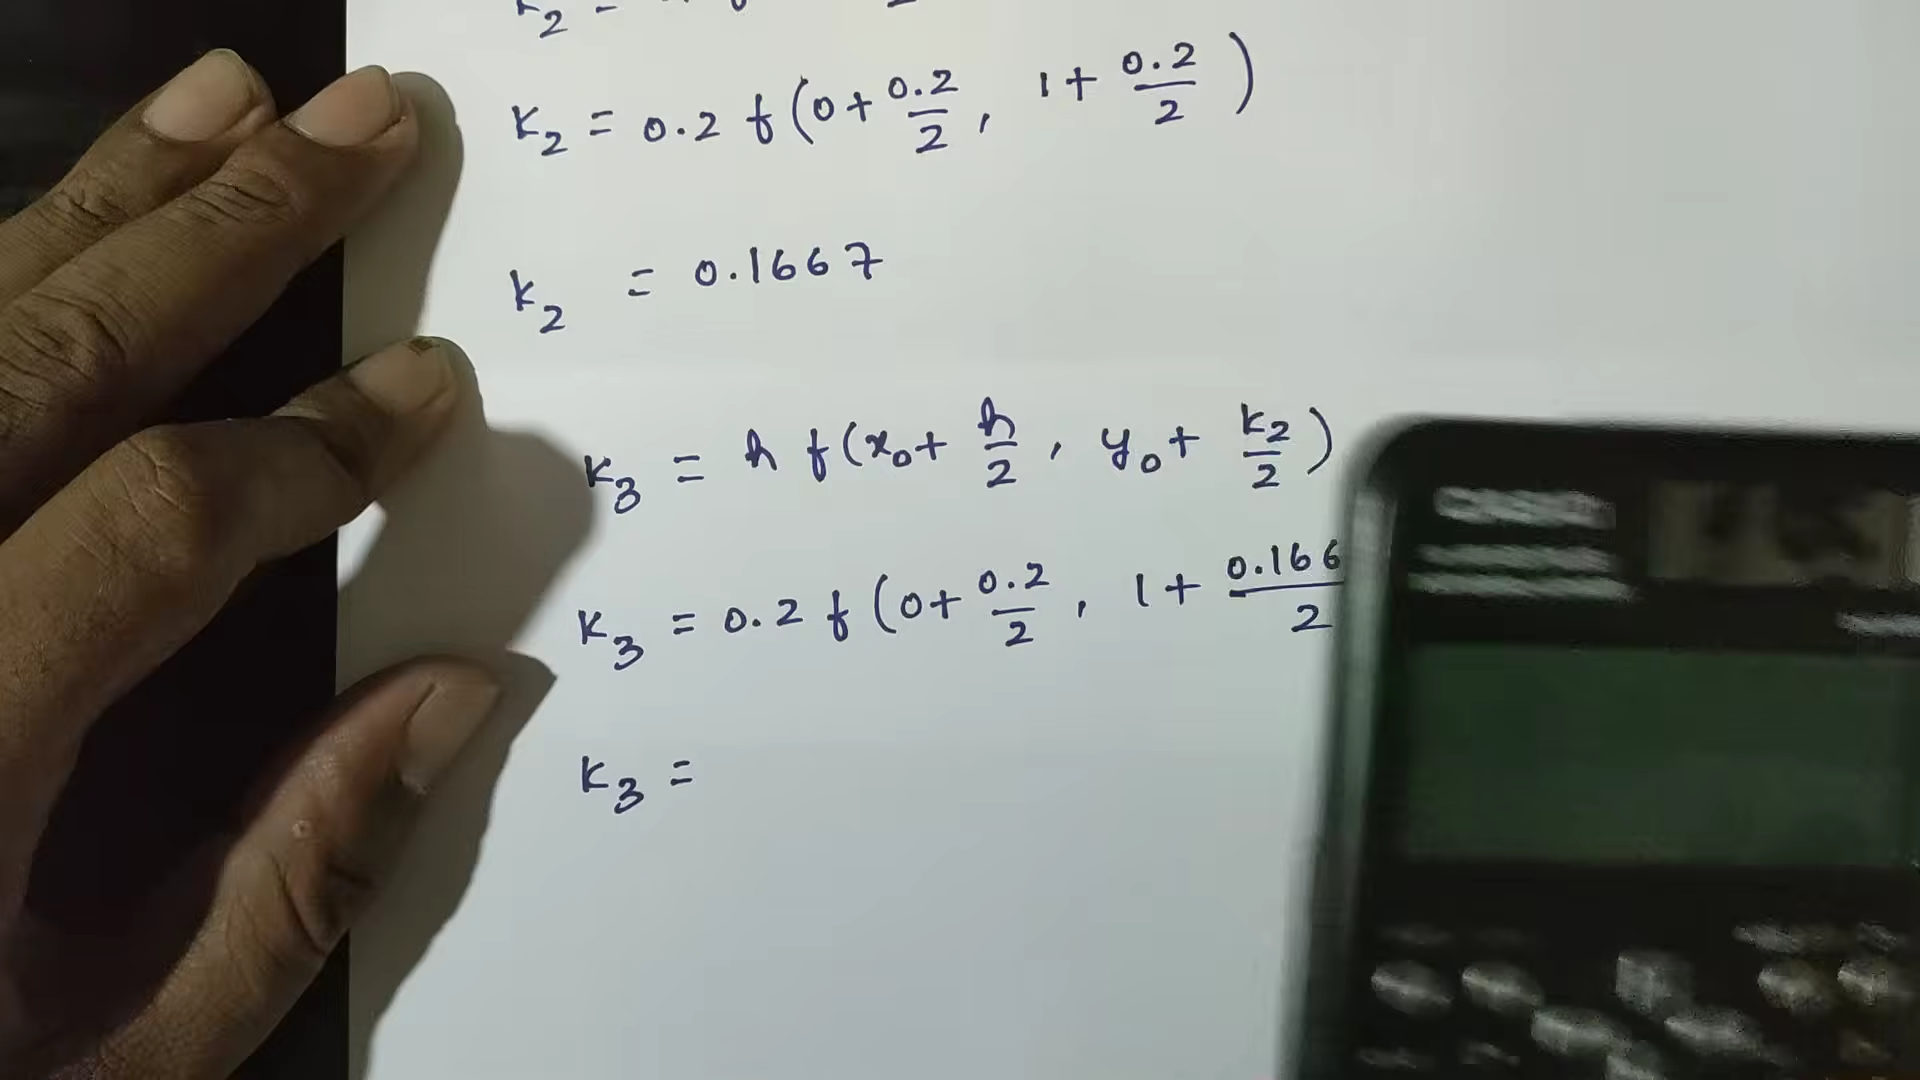 K₂ = 0.2 f(0 + 0.2/2, 1 + 0.2/2)
K₂ = 0.1667
K₃ = h f(x₀ + h/2, y₀ + K₂/2)
K₃ = 0.2 f(0 + 0.2/2, 1 + 0.166/2
K₃ =